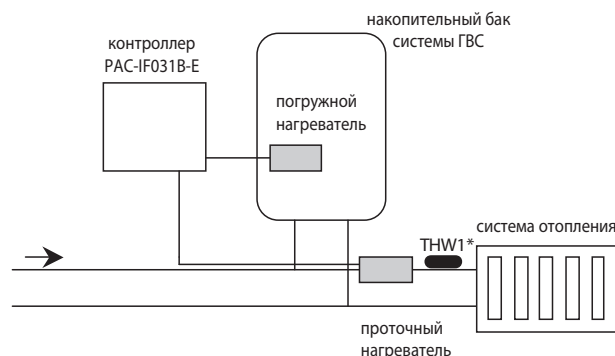 накопительный бак
системы ГВС
контроллер
PAC-IF031B-E
погружной
нагреватель
система отопления
THW1*
проточный
нагреватель